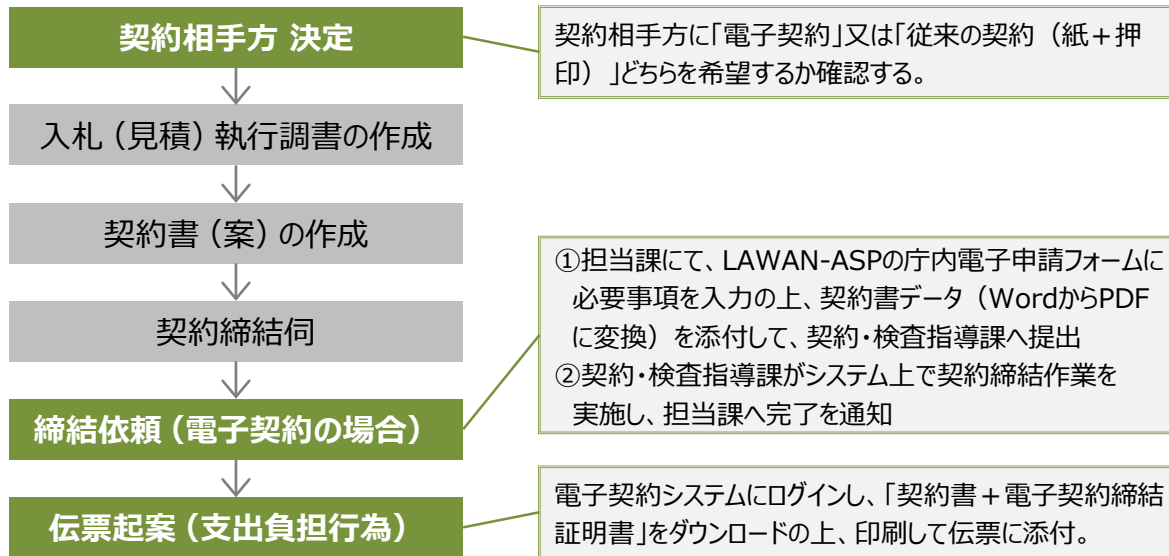 契約相手方 決定
契約相手方に「電子契約」又は「従来の契約（紙＋押
印）」どちらを希望するか確認する。
入札（見積）執行調書の作成
契約書（案）の作成
契約締結伺
①担当課にて、LAWAN-ASPの庁内電子申請フォームに
必要事項を入力の上、契約書データ（WordからPDF
に変換）を添付して、契約・検査指導課へ提出
②契約・検査指導課がシステム上で契約締結作業を
実施し、担当課へ完了を通知
締結依頼（電子契約の場合）
伝票起案（支出負担行為）
電子契約システムにログインし、「契約書＋電子契約締結
証明書」をダウンロードの上、印刷して伝票に添付。